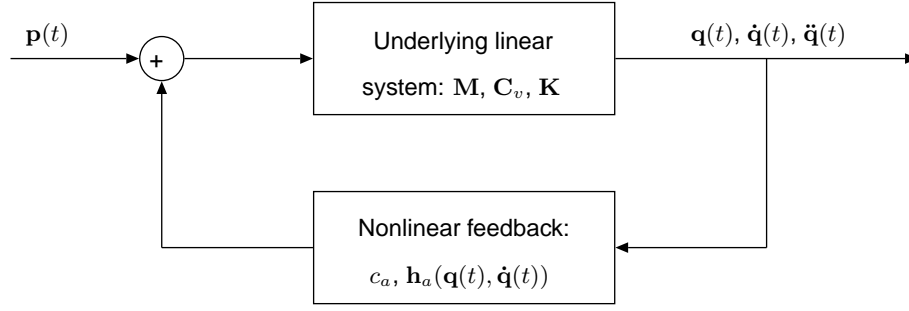 p(t)
+
Underlying linear
system: M, C_v, K
q(t), q̇(t), q̈(t)
Nonlinear feedback:
c_a, h_a(q(t), q̇(t))